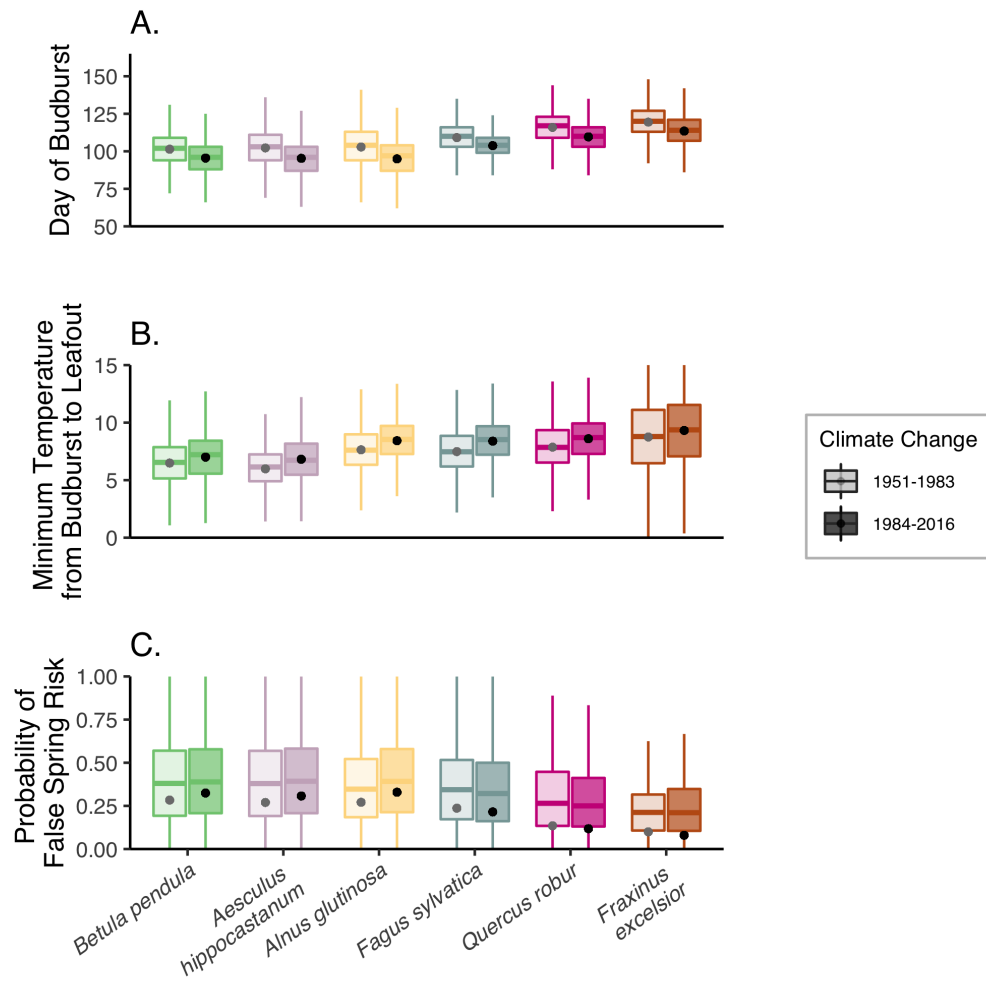 A.
Day of Budburst
150
125
100
75
50
B.
Minimum Temperature
from Budburst to Leafout
15
10
5
0
Climate Change
1951-1983
1984-2016
C.
Probability of
False Spring Risk
1.00
0.75
0.50
0.25
0.00
Betula pendula
Aesculus
hippocastanum
Alnus glutinosa
Fagus sylvatica
Quercus robur
Fraxinus
excelsior